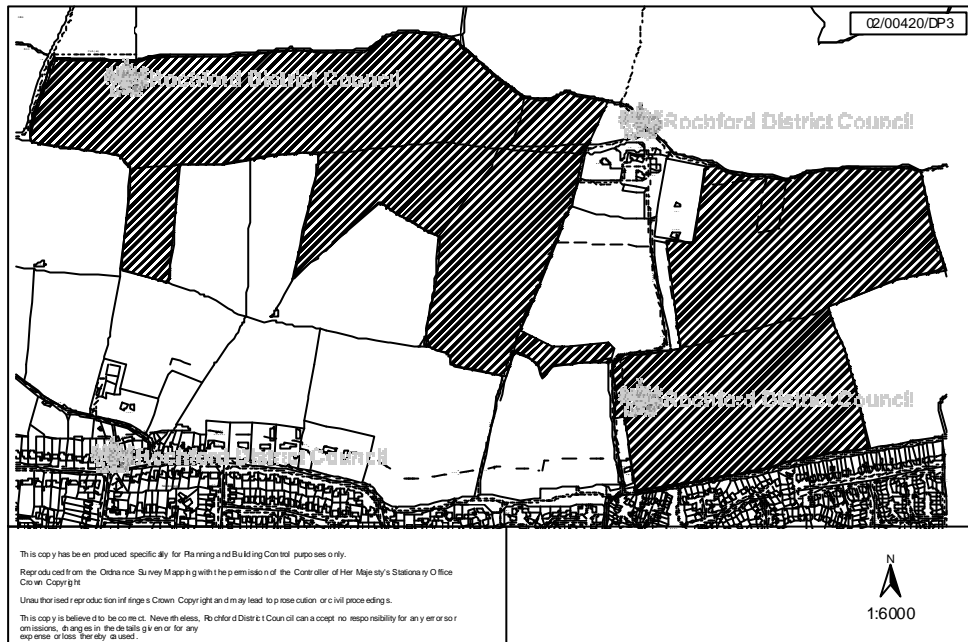 02/00420/DP3
Rochford District Council
Rochford District Council
Rochford District Council
Rochford District Council
This copy has been produced specifically for Planning and Building Control purposes only.
Reproduced from the Ordnance Survey Mapping with the permission of the Controller of Her Majesty's Stationary Office
Crown Copyright
Unauthorised reproduction infringes Crown Copyright and may lead to prosecution or civil proceedings.
This copy is believed to be correct. Nevertheless, Rochford District Council can accept no responsibility for any errors or
omissions, changes in the details given or for any
expense or loss thereby caused.
N
1:6000